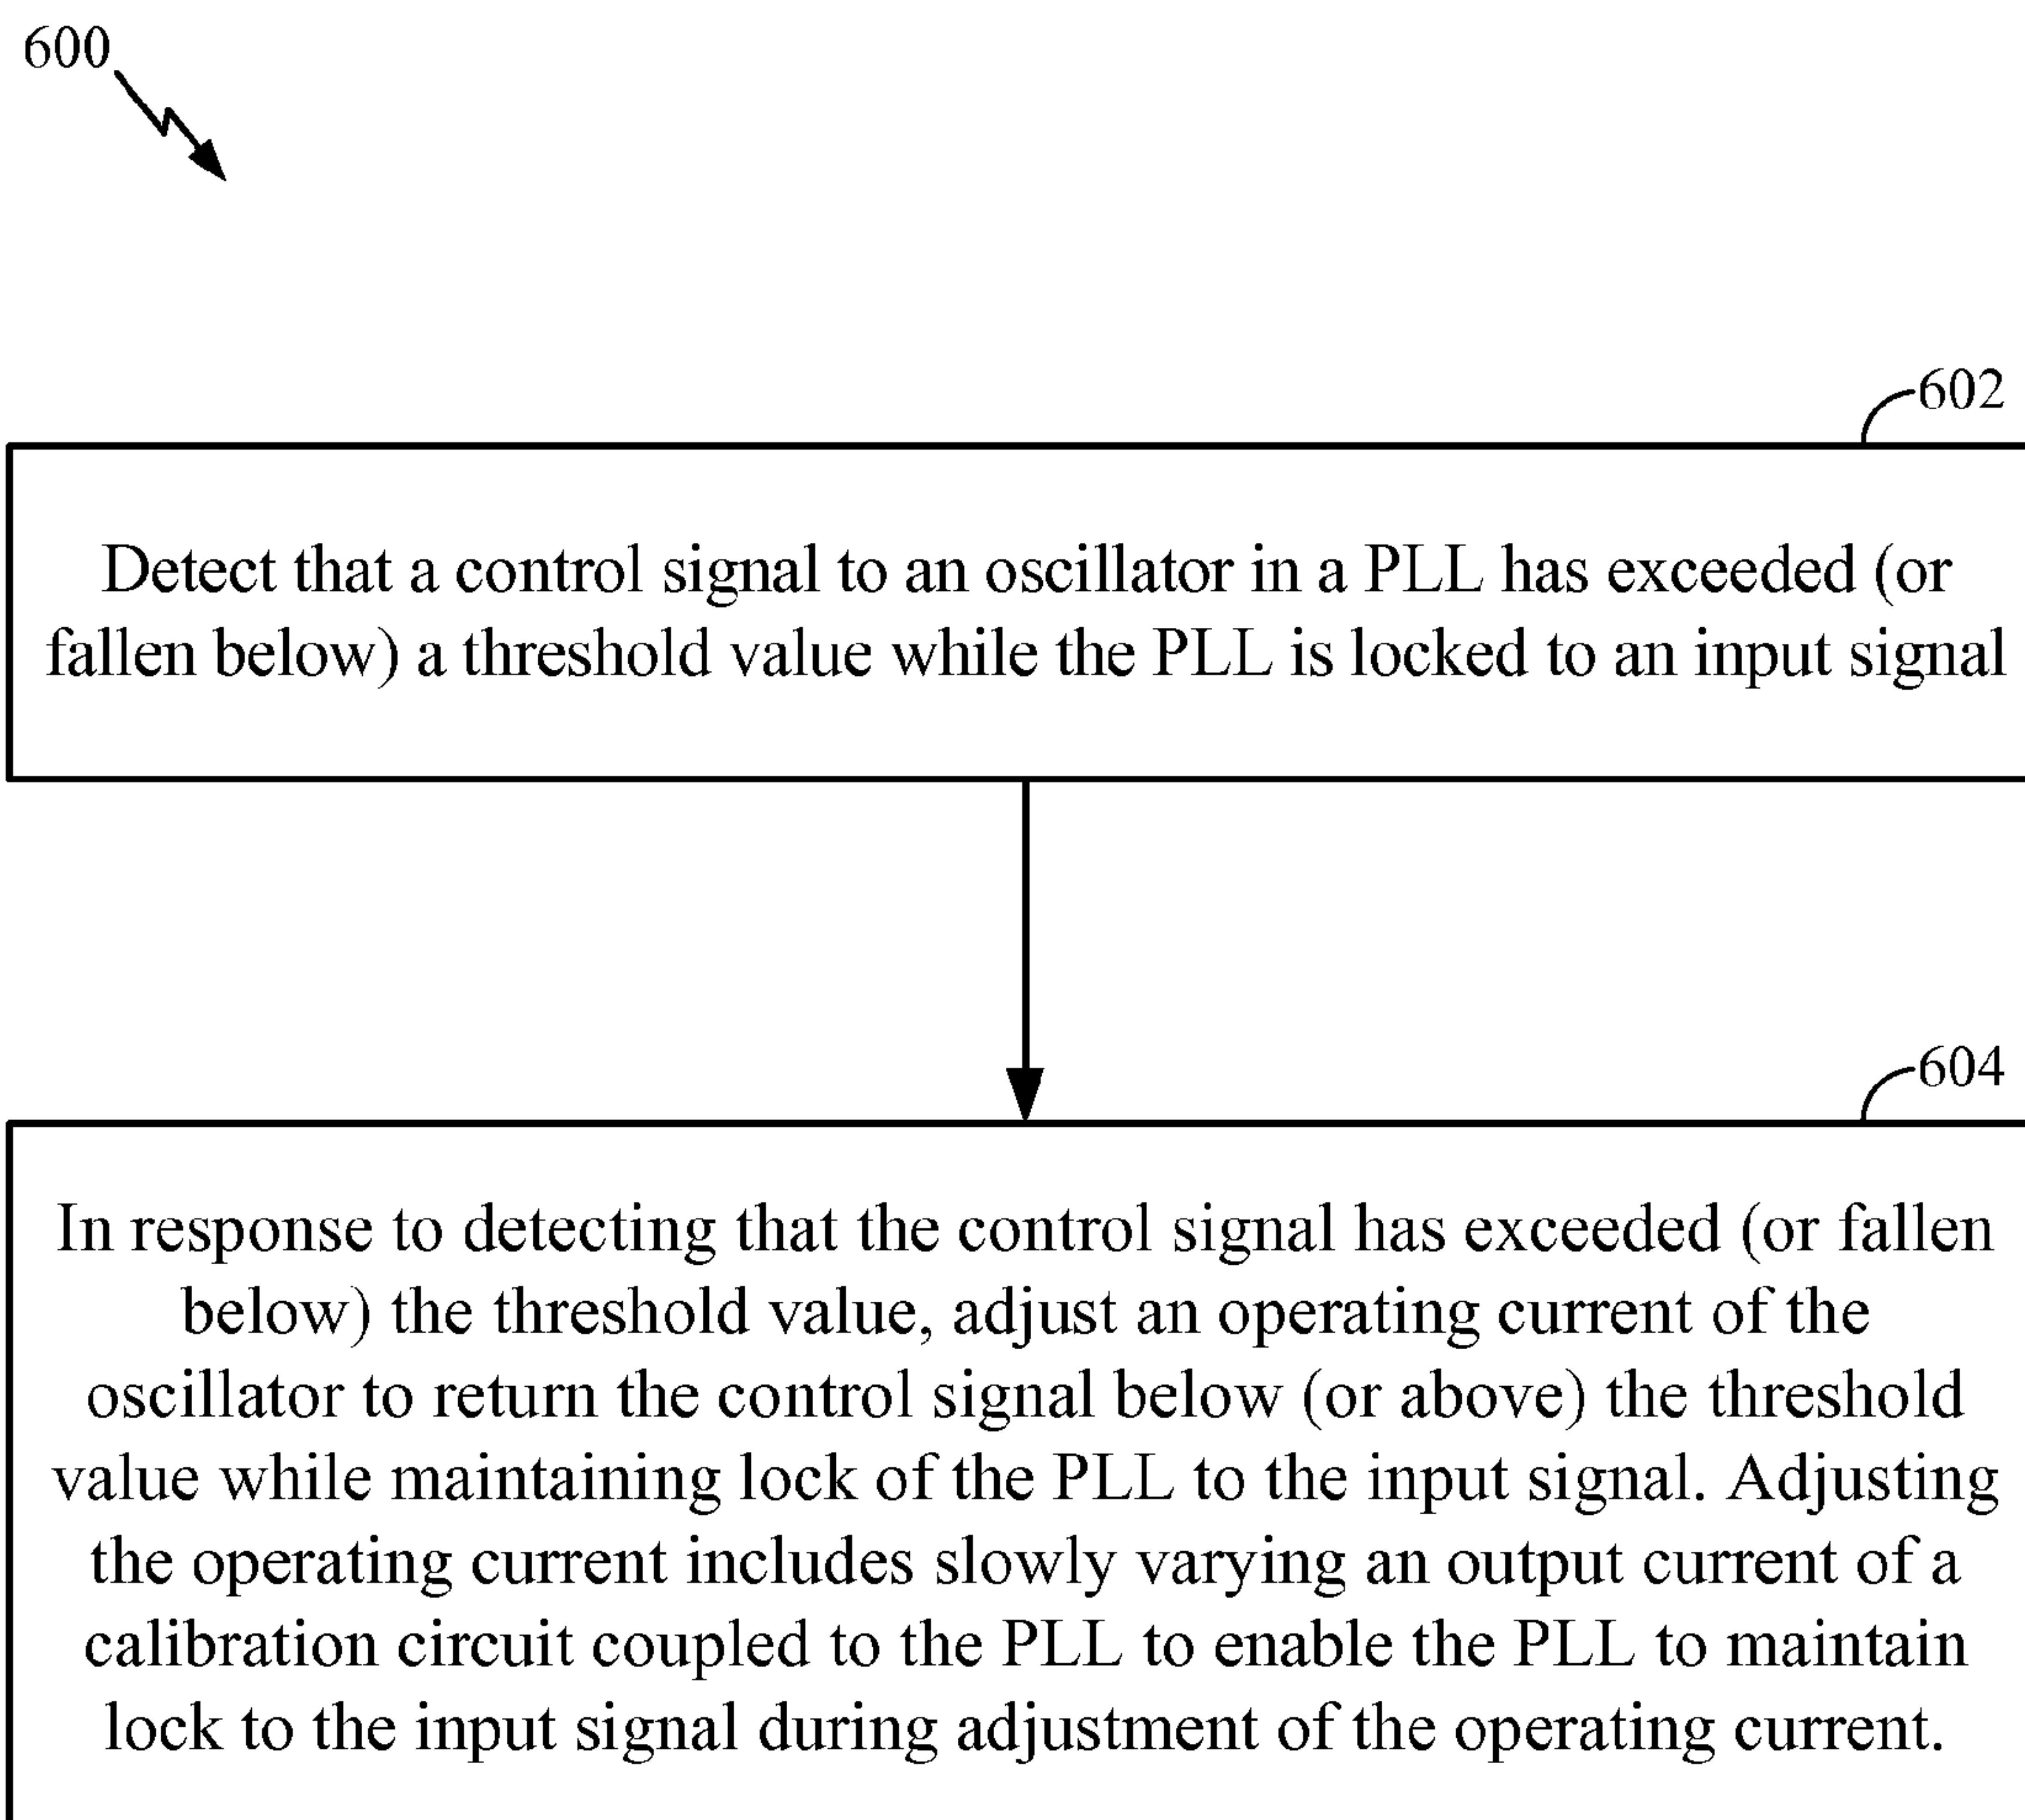 600
602
Detect that a control signal to an oscillator in a PLL has exceeded (or
fallen below) a threshold value while the PLL is locked to an input signal
604
In response to detecting that the control signal has exceeded (or fallen
below) the threshold value, adjust an operating current of the
oscillator to return the control signal below (or above) the threshold
value while maintaining lock of the PLL to the input signal. Adjusting
the operating current includes slowly varying an output current of a
calibration circuit coupled to the PLL to enable the PLL to maintain
lock to the input signal during adjustment of the operating current.